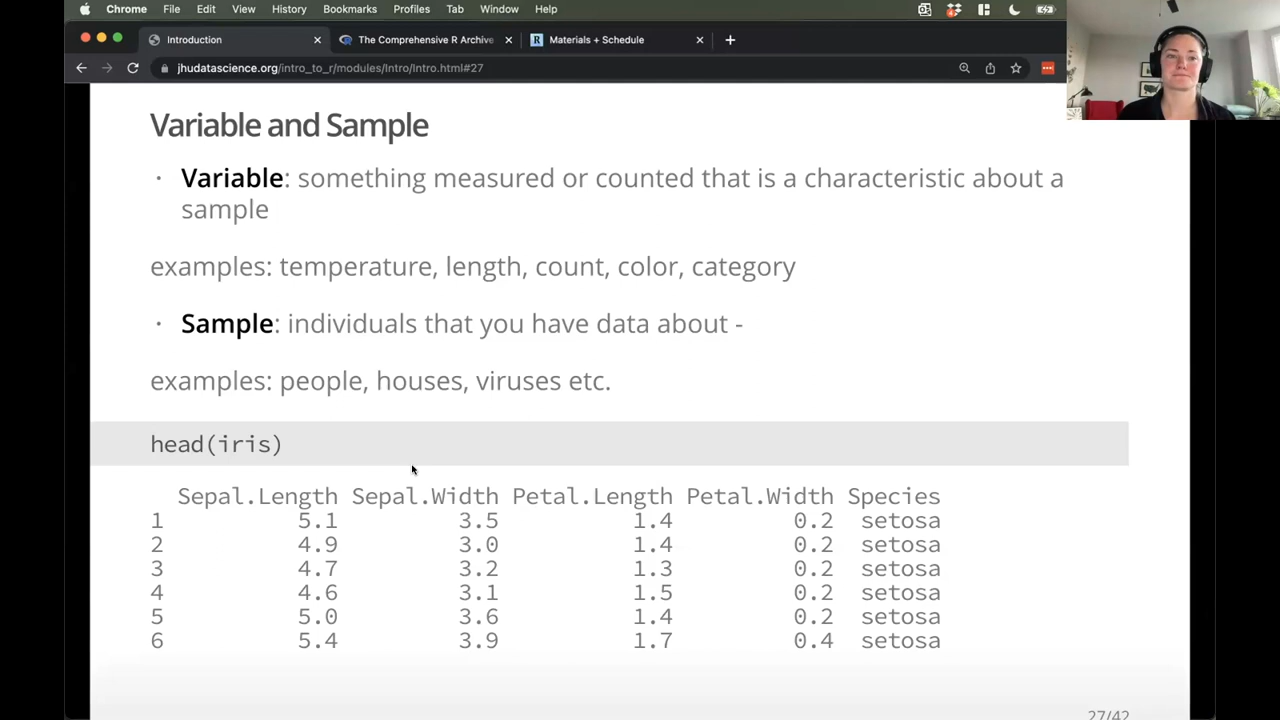 Chrome File Edit View History Bookmarks Profiles Tab Window Help
Introduction The Comprehensive R Archive Materials + Schedule
jhudatascience.org/intro_to_r/modules/Intro/Intro.html#27
Variable and Sample
· Variable: something measured or counted that is a characteristic about a
sample
examples: temperature, length, count, color, category
· Sample: individuals that you have data about -
examples: people, houses, viruses etc.
head(iris)
Sepal.Length Sepal.Width Petal.Length Petal.Width Species
1 5.1 3.5 1.4 0.2 setosa
2 4.9 3.0 1.4 0.2 setosa
3 4.7 3.2 1.3 0.2 setosa
4 4.6 3.1 1.5 0.2 setosa
5 5.0 3.6 1.4 0.2 setosa
6 5.4 3.9 1.7 0.4 setosa
27/42